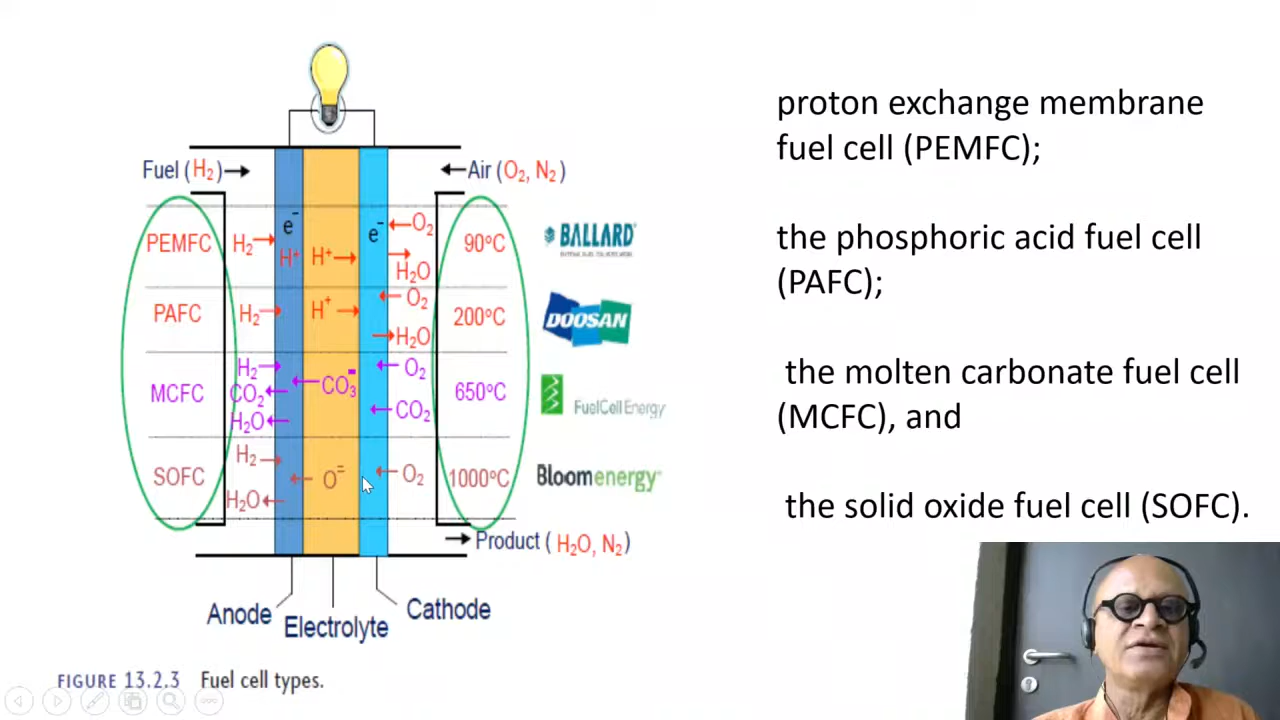 Fuel (H₂) → ← Air (O₂, N₂)
PEMFC H₂ e⁻ H⁺ H⁺ e⁻ O₂ H₂O 90°C BALLARD
PAFC H₂ H⁺ O₂ H₂O 200°C DOOSAN
MCFC H₂ CO₂ H₂O CO₃⁼ O₂ CO₂ 650°C FuelCell Energy
SOFC H₂ H₂O O⁼ O₂ 1000°C Bloomenergy
→ Product (H₂O, N₂)
Anode Electrolyte Cathode
FIGURE 13.2.3 Fuel cell types.
proton exchange membrane
fuel cell (PEMFC);
the phosphoric acid fuel cell
(PAFC);
the molten carbonate fuel cell
(MCFC), and
the solid oxide fuel cell (SOFC).